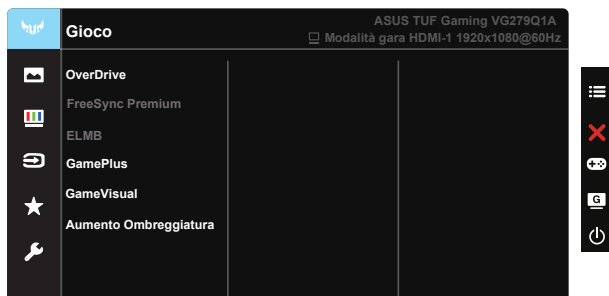 Gioco
ASUS TUF Gaming VG279Q1A
Modalità gara HDMI-1 1920x1080@60Hz
OverDrive
FreeSync Premium
ELMB
GamePlus
GameVisual
Aumento Ombreggiatura
G